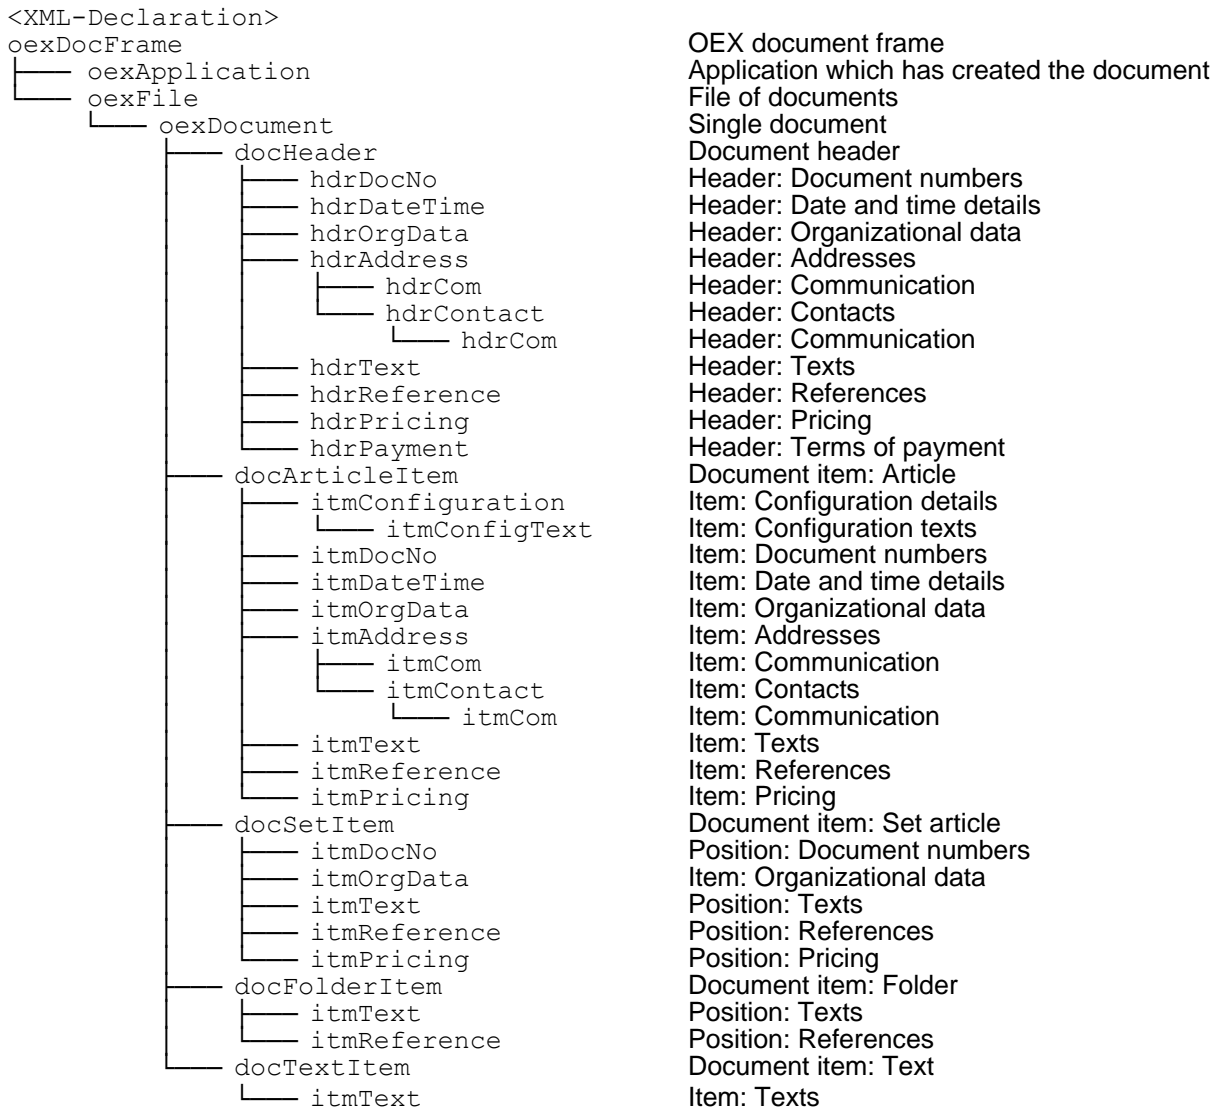 <XML-Declaration>
oexDocFrame OEX document frame
oexApplication Application which has created the document
oexFile File of documents
oexDocument Single document
docHeader Document header
hdrDocNo Header: Document numbers
hdrDateTime Header: Date and time details
hdrOrgData Header: Organizational data
hdrAddress Header: Addresses
hdrCom Header: Communication
hdrContact Header: Contacts
hdrCom Header: Communication
hdrText Header: Texts
hdrReference Header: References
hdrPricing Header: Pricing
hdrPayment Header: Terms of payment
docArticleItem Document item: Article
itmConfiguration Item: Configuration details
itmConfigText Item: Configuration texts
itmDocNo Item: Document numbers
itmDateTime Item: Date and time details
itmOrgData Item: Organizational data
itmAddress Item: Addresses
itmCom Item: Communication
itmContact Item: Contacts
itmCom Item: Communication
itmText Item: Texts
itmReference Item: References
itmPricing Item: Pricing
docSetItem Document item: Set article
itmDocNo Position: Document numbers
itmOrgData Item: Organizational data
itmText Position: Texts
itmReference Position: References
itmPricing Position: Pricing
docFolderItem Document item: Folder
itmText Position: Texts
itmReference Position: References
docTextItem Document item: Text
itmText Item: Texts